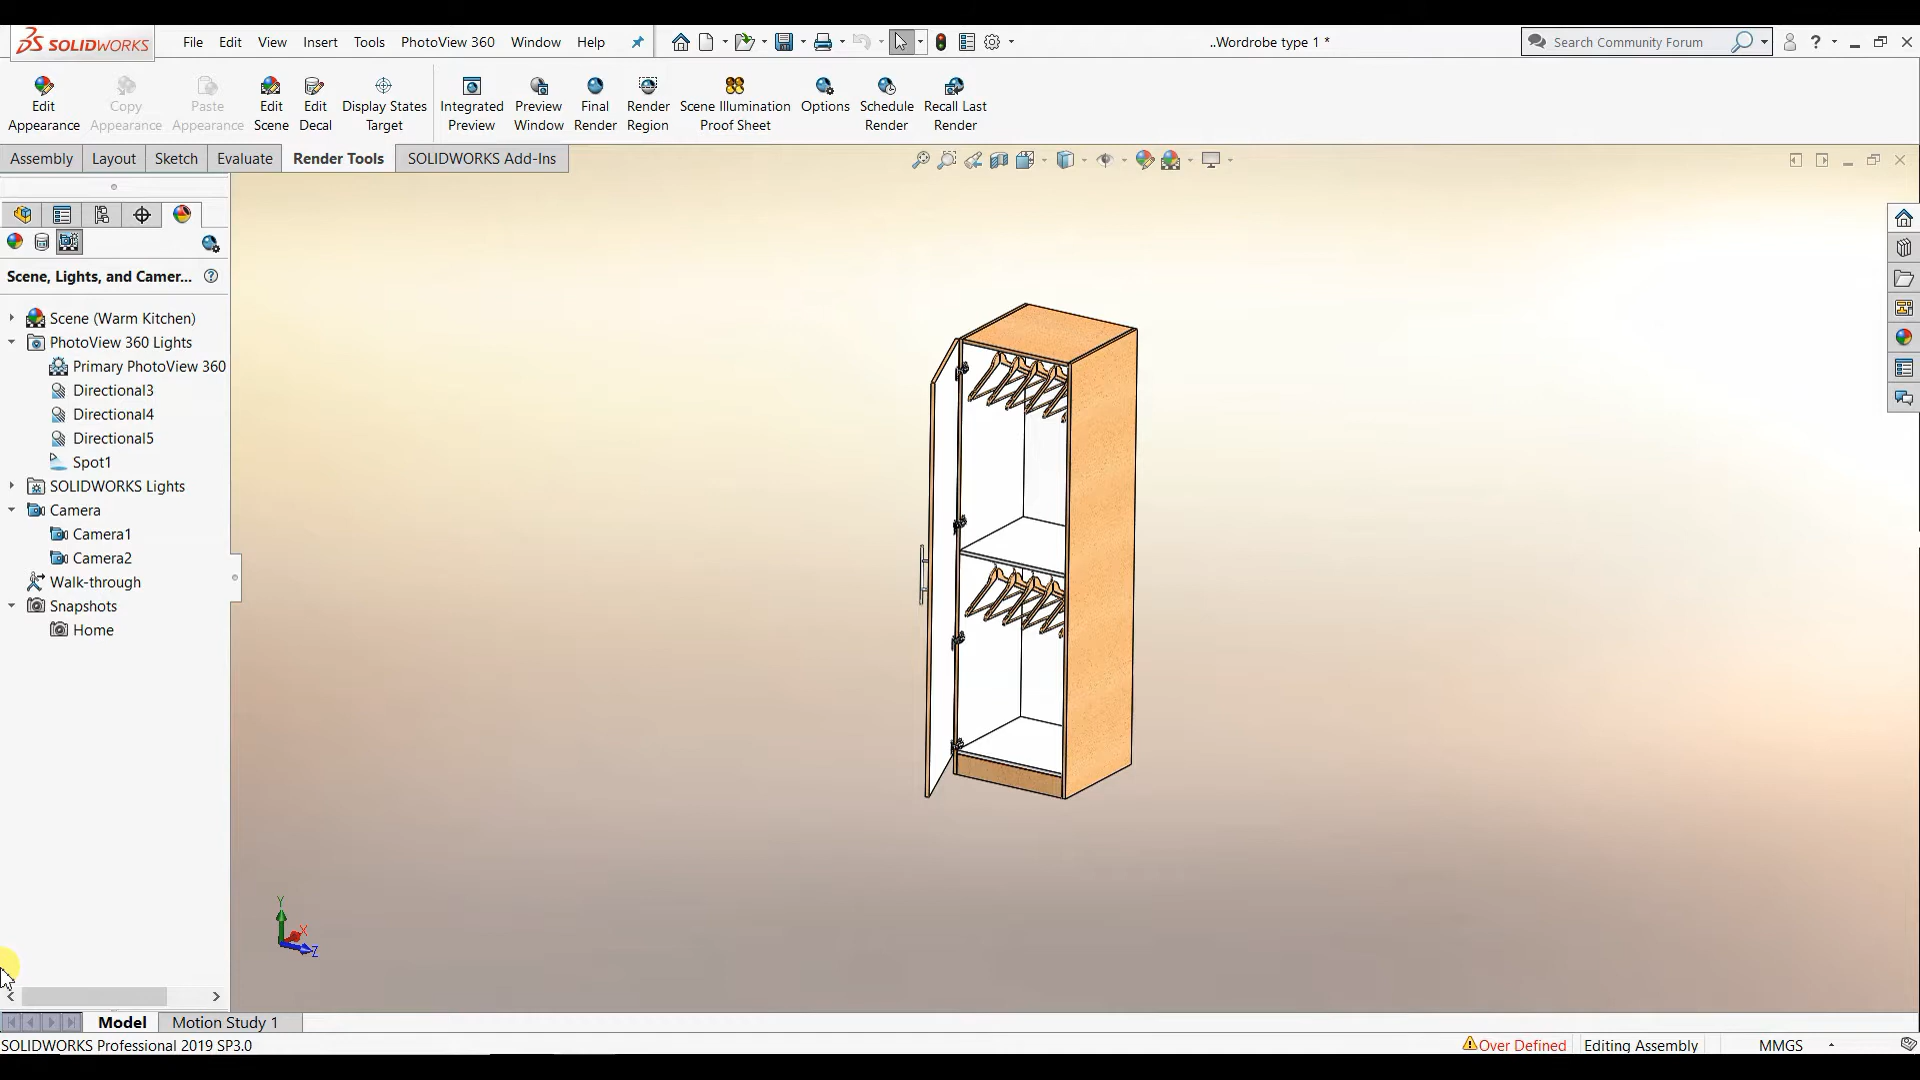 SOLIDWORKS
File Edit View Insert Tools PhotoView 360 Window Help
..Wordrobe type 1 *
Search Community Forum
?
Edit Appearance
Copy Appearance
Paste Appearance
Edit Scene
Edit Decal
Display States Target
Integrated Preview
Preview Window
Final Render
Render Region
Scene Illumination Proof Sheet
Options
Schedule Render
Recall Last Render
Assembly Layout Sketch Evaluate Render Tools SOLIDWORKS Add-Ins
Scene, Lights, and Camer...
Scene (Warm Kitchen)
PhotoView 360 Lights
Primary PhotoView 360
Directional3
Directional4
Directional5
Spot1
SOLIDWORKS Lights
Camera
Camera1
Camera2
Walk-through
Snapshots
Home
Y
X
Z
Model Motion Study 1
SOLIDWORKS Professional 2019 SP3.0
Over Defined Editing Assembly MMGS